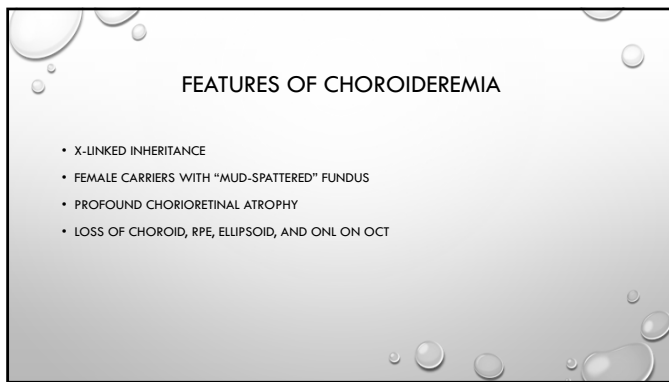 FEATURES OF CHOROIDEREMIA
• X-LINKED INHERITANCE
• FEMALE CARRIERS WITH “MUD-SPATTERED” FUNDUS
• PROFOUND CHORIORETINAL ATROPHY
• LOSS OF CHOROID, RPE, ELLIPSOID, AND ONL ON OCT